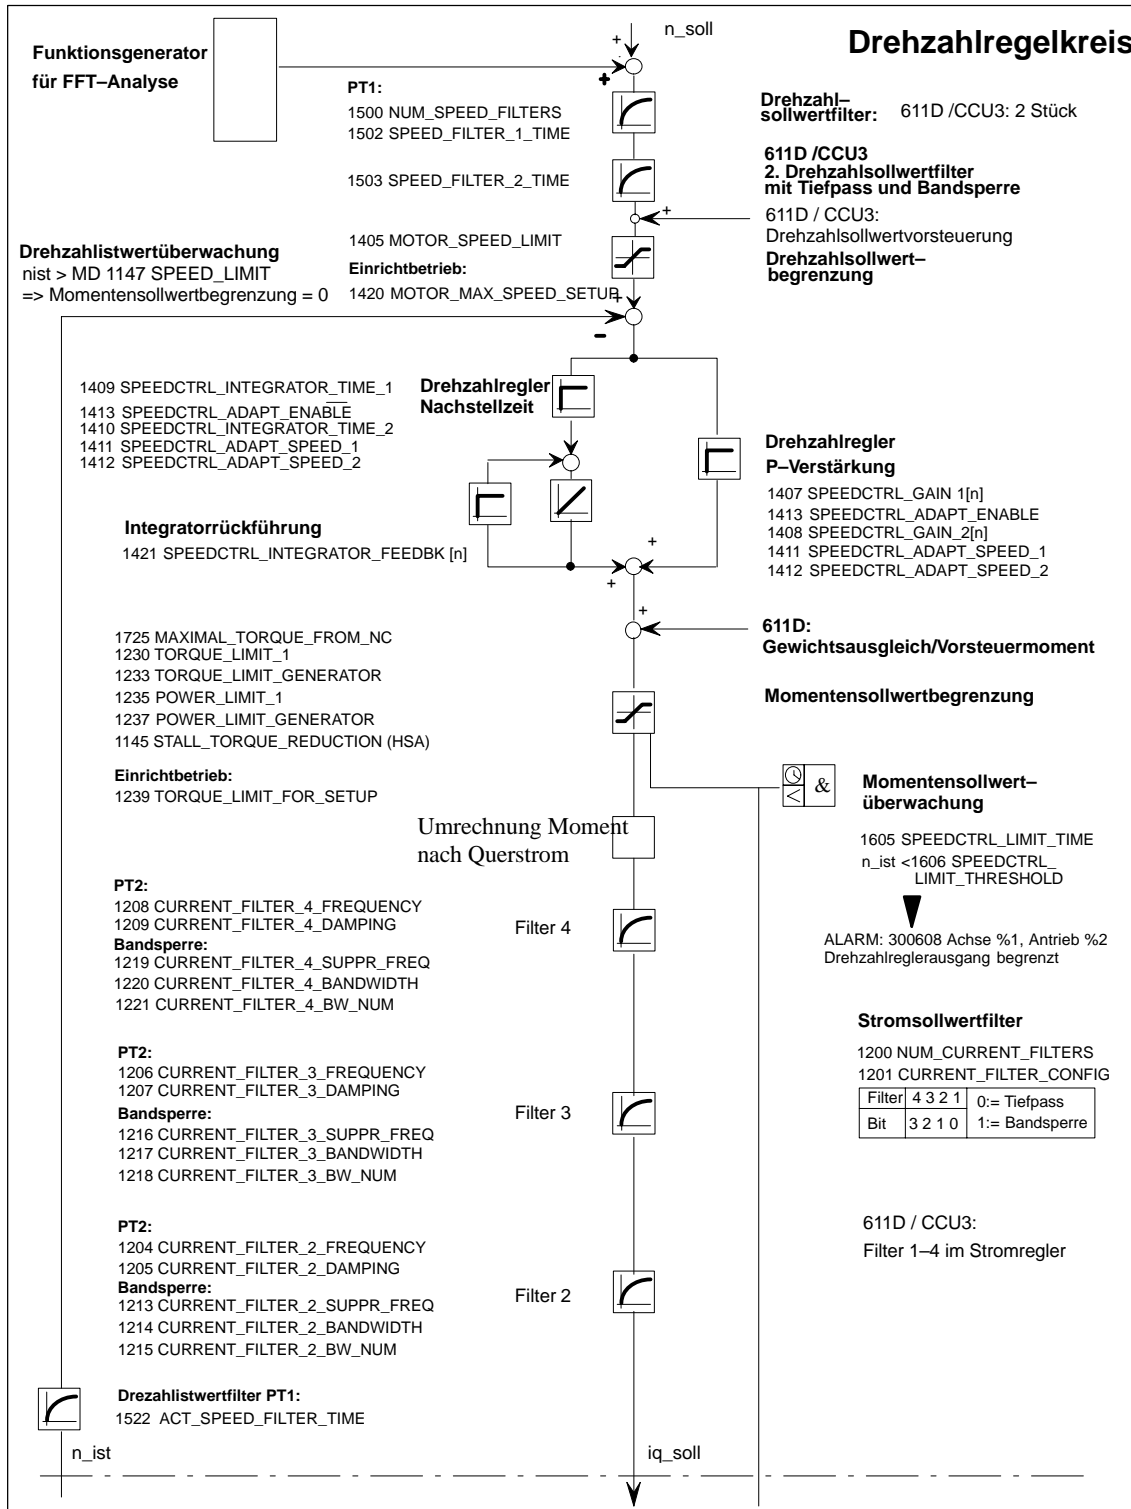 n_soll
Drehzahlregelkreis
Funktionsgenerator
für FFT–Analyse
+
+
PT1:
1500 NUM_SPEED_FILTERS
1502 SPEED_FILTER_1_TIME
Drehzahl–
sollwertfilter:
611D /CCU3: 2 Stück
1503 SPEED_FILTER_2_TIME
611D /CCU3
2. Drehzahlsollwertfilter
mit Tiefpass und Bandsperre
+
611D / CCU3:
Drehzahlsollwertvorsteuerung
Drehzahlsollwert–
begrenzung
1405 MOTOR_SPEED_LIMIT
Einrichtbetrieb:
1420 MOTOR_MAX_SPEED_SETUP
+
–
Drehzahlistwertüberwachung
nist > MD 1147 SPEED_LIMIT
=> Momentensollwertbegrenzung = 0
1409 SPEEDCTRL_INTEGRATOR_TIME_1
1413 SPEEDCTRL_ADAPT_ENABLE
1410 SPEEDCTRL_INTEGRATOR_TIME_2
1411 SPEEDCTRL_ADAPT_SPEED_1
1412 SPEEDCTRL_ADAPT_SPEED_2
Drehzahlregler
Nachstellzeit
Drehzahlregler
P–Verstärkung
1407 SPEEDCTRL_GAIN 1[n]
1413 SPEEDCTRL_ADAPT_ENABLE
1408 SPEEDCTRL_GAIN_2[n]
1411 SPEEDCTRL_ADAPT_SPEED_1
1412 SPEEDCTRL_ADAPT_SPEED_2
Integratorrückführung
1421 SPEEDCTRL_INTEGRATOR_FEEDBK [n]
+
+
+
611D:
Gewichtsausgleich/Vorsteuermoment
1725 MAXIMAL_TORQUE_FROM_NC
1230 TORQUE_LIMIT_1
1233 TORQUE_LIMIT_GENERATOR
1235 POWER_LIMIT_1
1237 POWER_LIMIT_GENERATOR
1145 STALL_TORQUE_REDUCTION (HSA)
Momentensollwertbegrenzung
Einrichtbetrieb:
1239 TORQUE_LIMIT_FOR_SETUP
<
&
Momentensollwert–
überwachung
1605 SPEEDCTRL_LIMIT_TIME
n_ist <1606 SPEEDCTRL_
LIMIT_THRESHOLD
ALARM: 300608 Achse %1, Antrieb %2
Drehzahlreglerausgang begrenzt
Umrechnung Moment
nach Querstrom
PT2:
1208 CURRENT_FILTER_4_FREQUENCY
1209 CURRENT_FILTER_4_DAMPING
Bandsperre:
1219 CURRENT_FILTER_4_SUPPR_FREQ
1220 CURRENT_FILTER_4_BANDWIDTH
1221 CURRENT_FILTER_4_BW_NUM
Filter 4
Stromsollwertfilter
1200 NUM_CURRENT_FILTERS
1201 CURRENT_FILTER_CONFIG
Filter 4 3 2 1 0:= Tiefpass
Bit 3 2 1 0 1:= Bandsperre
PT2:
1206 CURRENT_FILTER_3_FREQUENCY
1207 CURRENT_FILTER_3_DAMPING
Bandsperre:
1216 CURRENT_FILTER_3_SUPPR_FREQ
1217 CURRENT_FILTER_3_BANDWIDTH
1218 CURRENT_FILTER_3_BW_NUM
Filter 3
611D / CCU3:
Filter 1–4 im Stromregler
PT2:
1204 CURRENT_FILTER_2_FREQUENCY
1205 CURRENT_FILTER_2_DAMPING
Bandsperre:
1213 CURRENT_FILTER_2_SUPPR_FREQ
1214 CURRENT_FILTER_2_BANDWIDTH
1215 CURRENT_FILTER_2_BW_NUM
Filter 2
Drezahlistwertfilter PT1:
1522 ACT_SPEED_FILTER_TIME
n_ist
iq_soll